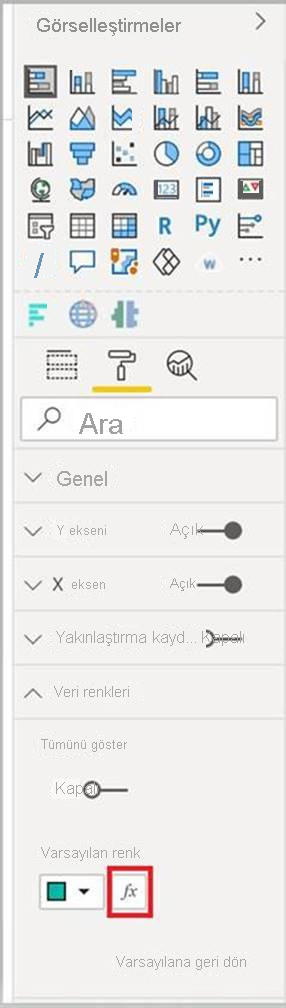 Görselleştirmeler
123
R Py
W
Ara
Genel
Y ekseni Açık
X eksen Açık
Yakınlaştırma kayd... Kapalı
Veri renkleri
Tümünü göster
Kapalı
Varsayılan renk
fx
Varsayılana geri dön